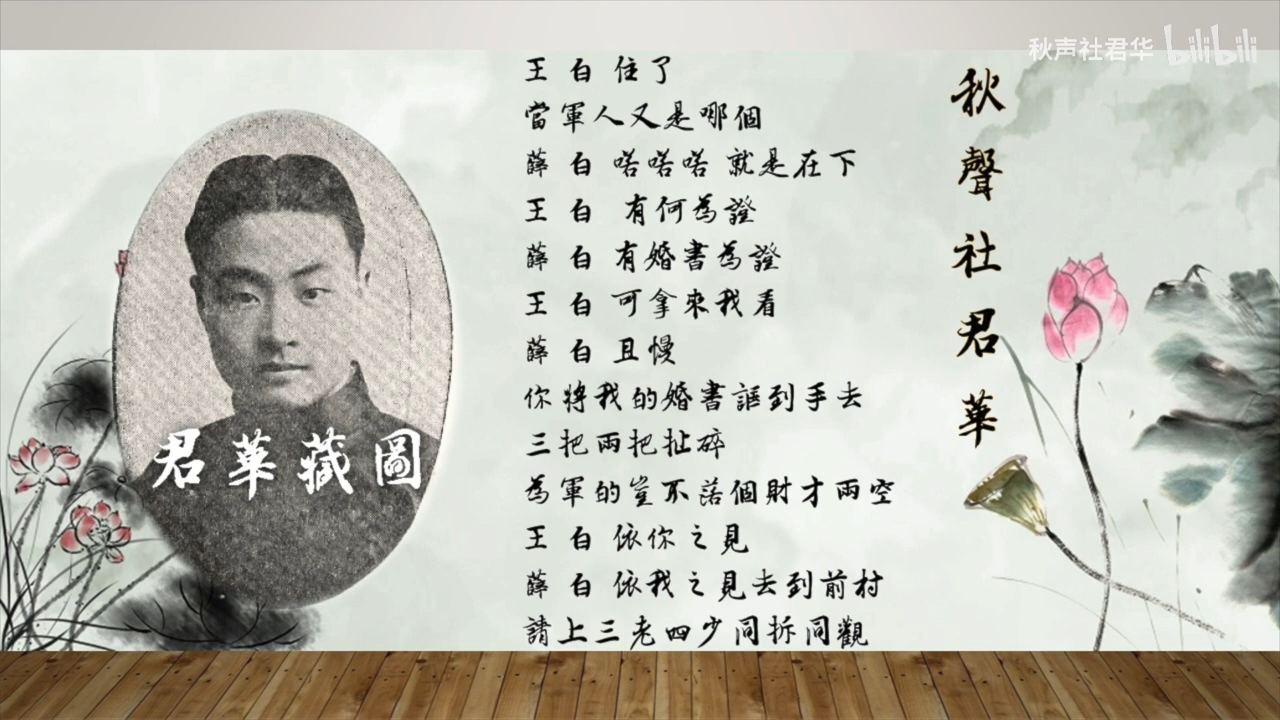 秋声社君华 bilibili
王 白 住了
當軍人又是哪個
薛 白 喏喏喏 就是在下
王 白 有何為證
薛 白 有婚書為證
王 白 可拿來我看
薛 白 且慢
你將我的婚書誆到手去
三把兩把扯碎
為軍的豈不落個財才兩空
王 白 依你之見
薛 白 依我之見去到前村
請上三老四少同拆同觀
秋聲社君華
君華藏圖